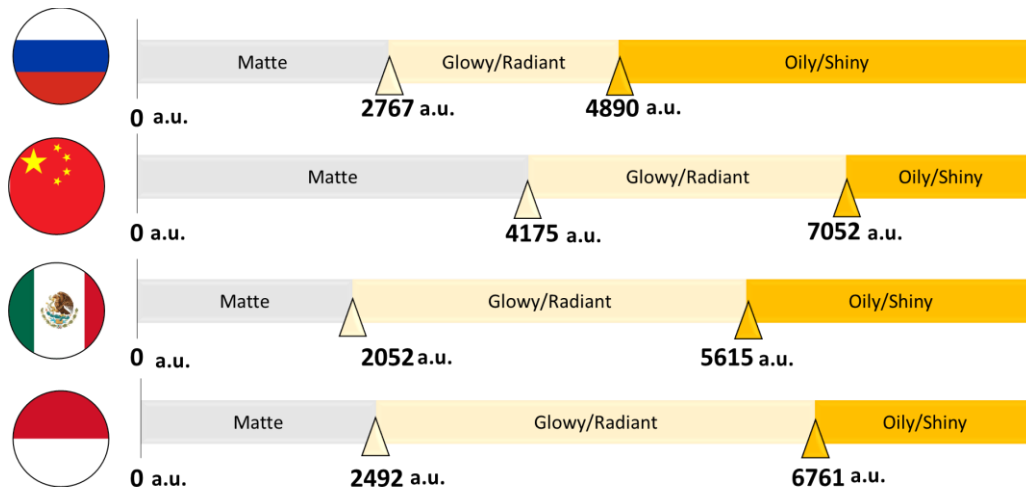 Matte Glowy/Radiant Oily/Shiny
0 a.u. 2767 a.u. 4890 a.u.
Matte Glowy/Radiant Oily/Shiny
0 a.u. 4175 a.u. 7052 a.u.
Matte Glowy/Radiant Oily/Shiny
0 a.u. 2052 a.u. 5615 a.u.
Matte Glowy/Radiant Oily/Shiny
0 a.u. 2492 a.u. 6761 a.u.